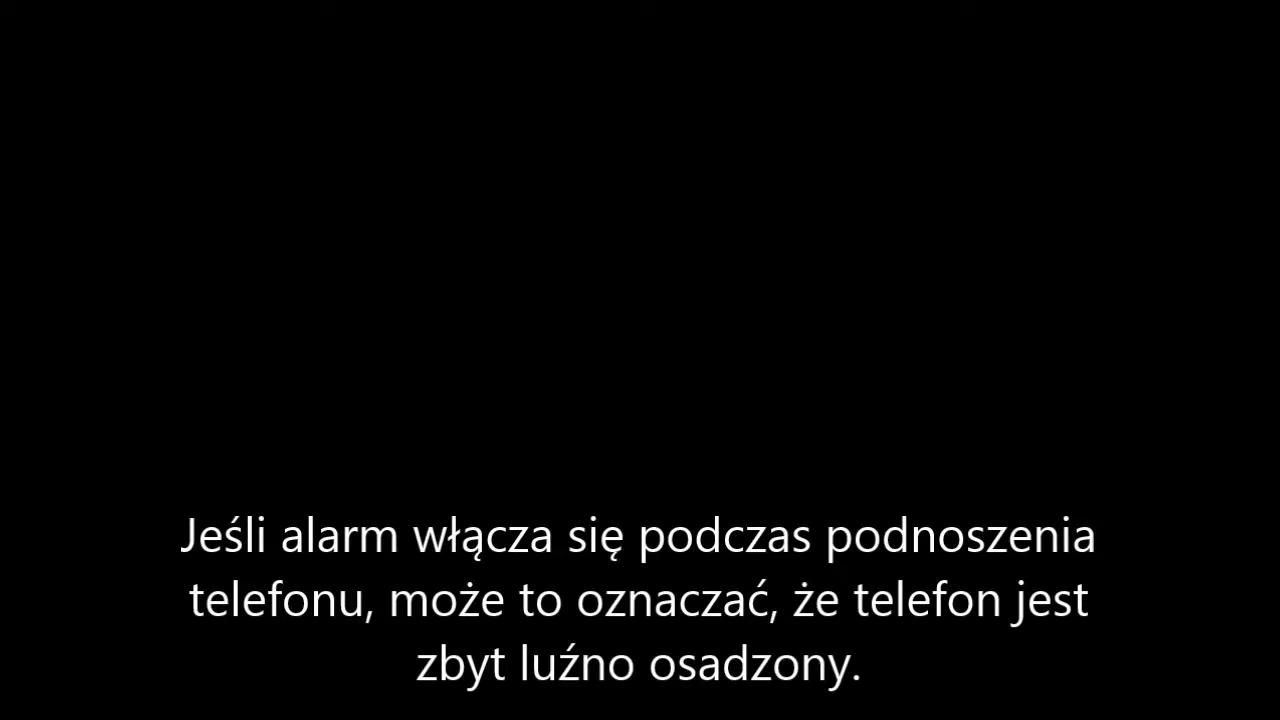 Jeśli alarm włącza się podczas podnoszenia
telefonu, może to oznaczać, że telefon jest
zbyt luźno osadzony.